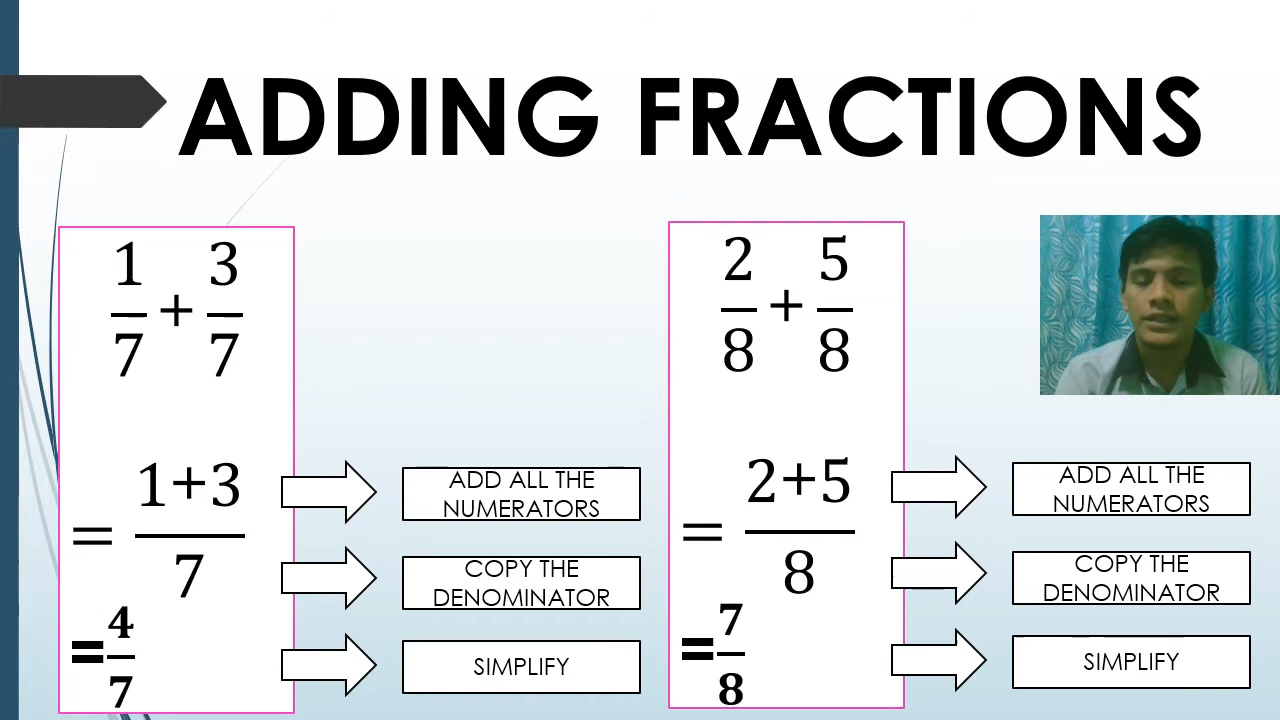 ADDING FRACTIONS
1/7 + 3/7
= 1+3/7
=4/7
ADD ALL THE
NUMERATORS
COPY THE
DENOMINATOR
SIMPLIFY
2/8 + 5/8
= 2+5/8
=7/8
ADD ALL THE
NUMERATORS
COPY THE
DENOMINATOR
SIMPLIFY